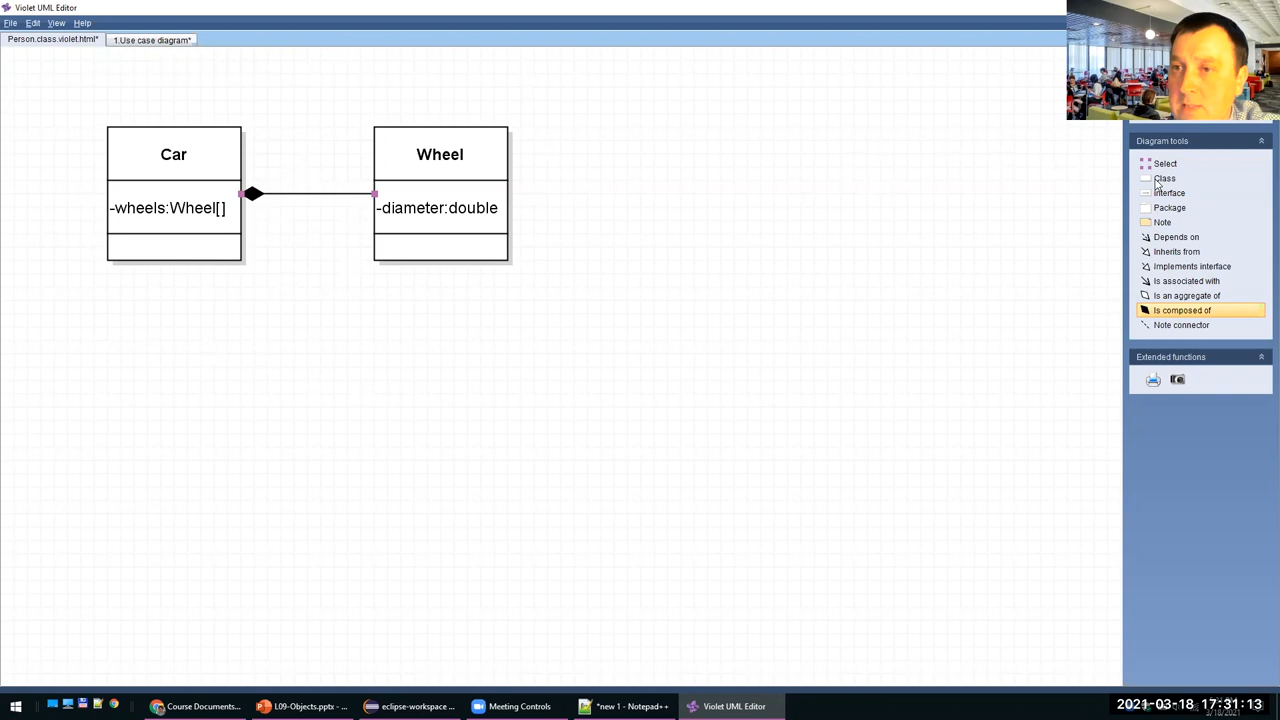 Violet UML Editor
File Edit View Help
Person.class.violet.html* 1.Use case diagram*
Car
-wheels:Wheel[]
Wheel
-diameter:double
Diagram tools
Select
Class
Interface
Package
Note
Depends on
Inherits from
Implements interface
Is associated with
Is an aggregate of
Is composed of
Note connector
Extended functions
Course Documents... L09-Objects.pptx - ... eclipse-workspace ... Meeting Controls *new 1 - Notepad++ Violet UML Editor
2021-03-18 17:31:13
3/18/2021